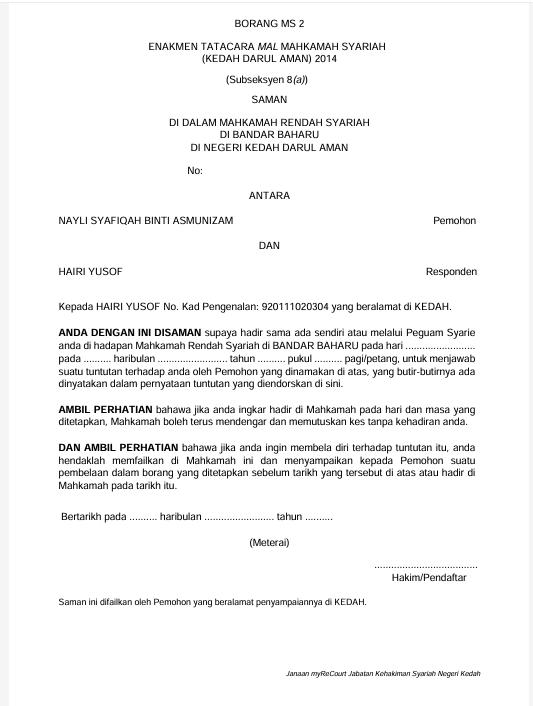 BORANG MS 2
ENAKMEN TATACARA MAL MAHKAMAH SYARIAH
(KEDAH DARUL AMAN) 2014
(Subseksyen 8(a))
SAMAN
DI DALAM MAHKAMAH RENDAH SYARIAH
DI BANDAR BAHARU
DI NEGERI KEDAH DARUL AMAN
No:
ANTARA
NAYLI SYAFIQAH BINTI ASMUNIZAM Pemohon
DAN
HAIRI YUSOF Responden
Kepada HAIRI YUSOF No. Kad Pengenalan: 920111020304 yang beralamat di KEDAH.
ANDA DENGAN INI DISAMAN supaya hadir sama ada sendiri atau melalui Peguam Syarie
anda di hadapan Mahkamah Rendah Syariah di BANDAR BAHARU pada hari .........................
pada .......... haribulan ......................... tahun .......... pukul .......... pagi/petang, untuk menjawab
suatu tuntutan terhadap anda oleh Pemohon yang dinamakan di atas, yang butir-butirnya ada
dinyatakan dalam pernyataan tuntutan yang diendorskan di sini.
AMBIL PERHATIAN bahawa jika anda ingkar hadir di Mahkamah pada hari dan masa yang
ditetapkan, Mahkamah boleh terus mendengar dan memutuskan kes tanpa kehadiran anda.
DAN AMBIL PERHATIAN bahawa jika anda ingin membela diri terhadap tuntutan itu, anda
hendaklah memfailkan di Mahkamah ini dan menyampaikan kepada Pemohon suatu
pembelaan dalam borang yang ditetapkan sebelum tarikh yang tersebut di atas atau hadir di
Mahkamah pada tarikh itu.
Bertarikh pada .......... haribulan ......................... tahun ..........
(Meterai)
.....................................
Hakim/Pendaftar
Saman ini difailkan oleh Pemohon yang beralamat penyampaiannya di KEDAH.
Janaan myReCourt Jabatan Kehakiman Syariah Negeri Kedah